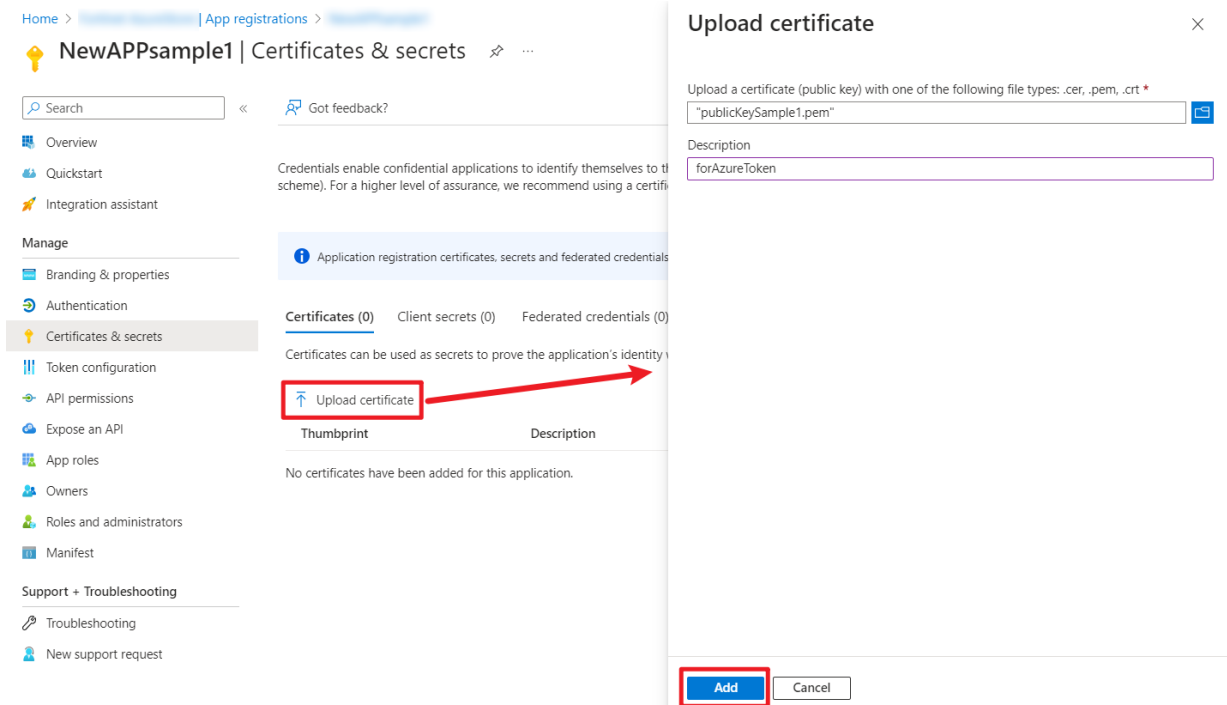 Home > | App registrations >
NewAPPsample1 | Certificates & secrets
Search
«
Got feedback?
Overview
Quickstart
Integration assistant
Manage
Branding & properties
Authentication
Certificates & secrets
Token configuration
API permissions
Expose an API
App roles
Owners
Roles and administrators
Manifest
Support + Troubleshooting
Troubleshooting
New support request
Credentials enable confidential applications to identify themselves to
scheme). For a higher level of assurance, we recommend using a
Application registration certificates, secrets and federated credentials
Certificates (0)
Client secrets (0)
Federated credentials (0)
Certificates can be used as secrets to prove the application's identity
Upload certificate
Thumbprint
Description
No certificates have been added for this application.
Upload certificate
Upload a certificate (public key) with one of the following file types: .cer, .pem, .crt *
"publicKeySample1.pem"
Description
forAzureToken
Add
Cancel